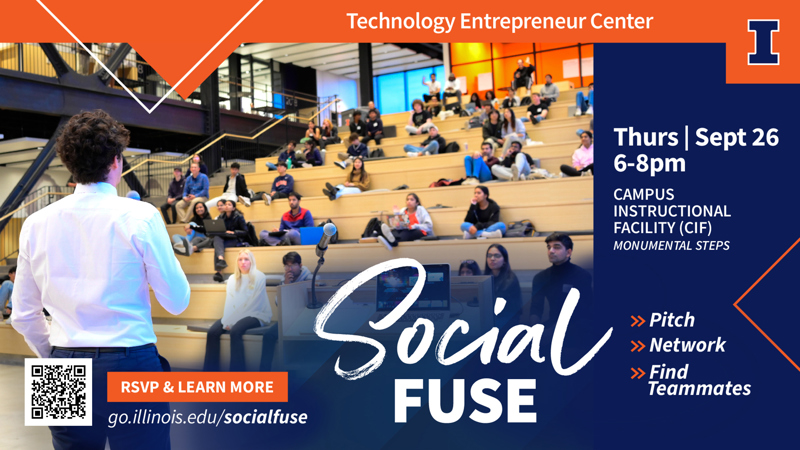 Technology Entrepreneur Center
I
Thurs | Sept 26
6-8pm
CAMPUS
INSTRUCTIONAL
FACILITY (CIF)
MONUMENTAL STEPS
Social
FUSE
>> Pitch
>> Network
>> Find
Teammates
RSVP & LEARN MORE
go.illinois.edu/socialfuse